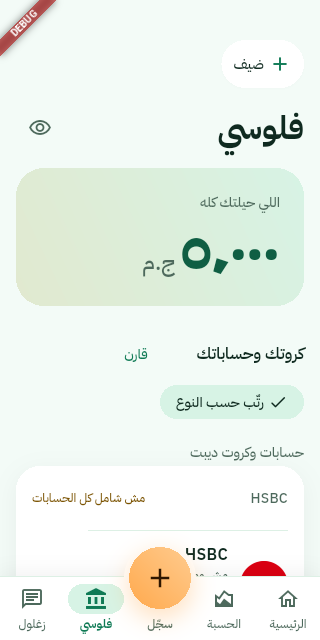 DEBUG
ضيف
فلوسي
اللي حيلتك كله
٥,٠٠٠ ج.م
كروتك وحساباتك
قارن
رتّب حسب النوع
حسابات وكروت ديبت
HSBC
مش شامل كل الحسابات
HSBC
الرئيسية
الحسبة
سجّل
فلوسي
زغلول